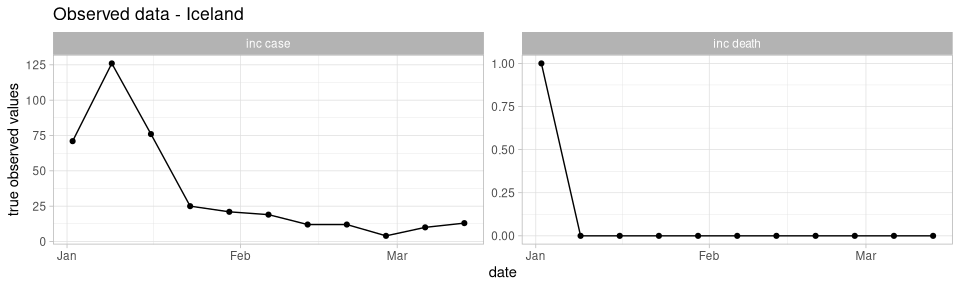 Observed data - Iceland
inc case
inc death
true observed values
125
100
75
50
25
0
Jan
Feb
Mar
1.00
0.75
0.50
0.25
0.00
Jan
Feb
Mar
date